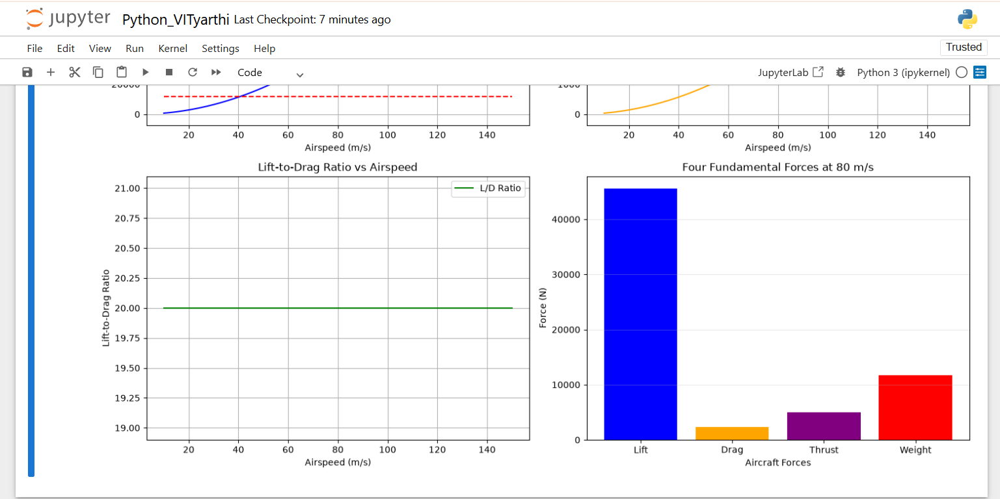 jupyter Python_VITyarthi Last Checkpoint: 7 minutes ago
File Edit View Run Kernel Settings Help Trusted
Code JupyterLab Python 3 (ipykernel)
0
20 40 60 80 100 120 140
Airspeed (m/s)
0
20 40 60 80 100 120 140
Airspeed (m/s)
Lift-to-Drag Ratio vs Airspeed
L/D Ratio
21.00
20.75
20.50
20.25
20.00
19.75
19.50
19.25
19.00
Lift-to-Drag Ratio
20 40 60 80 100 120 140
Airspeed (m/s)
Four Fundamental Forces at 80 m/s
40000
30000
20000
10000
0
Force (N)
Lift Drag Thrust Weight
Aircraft Forces